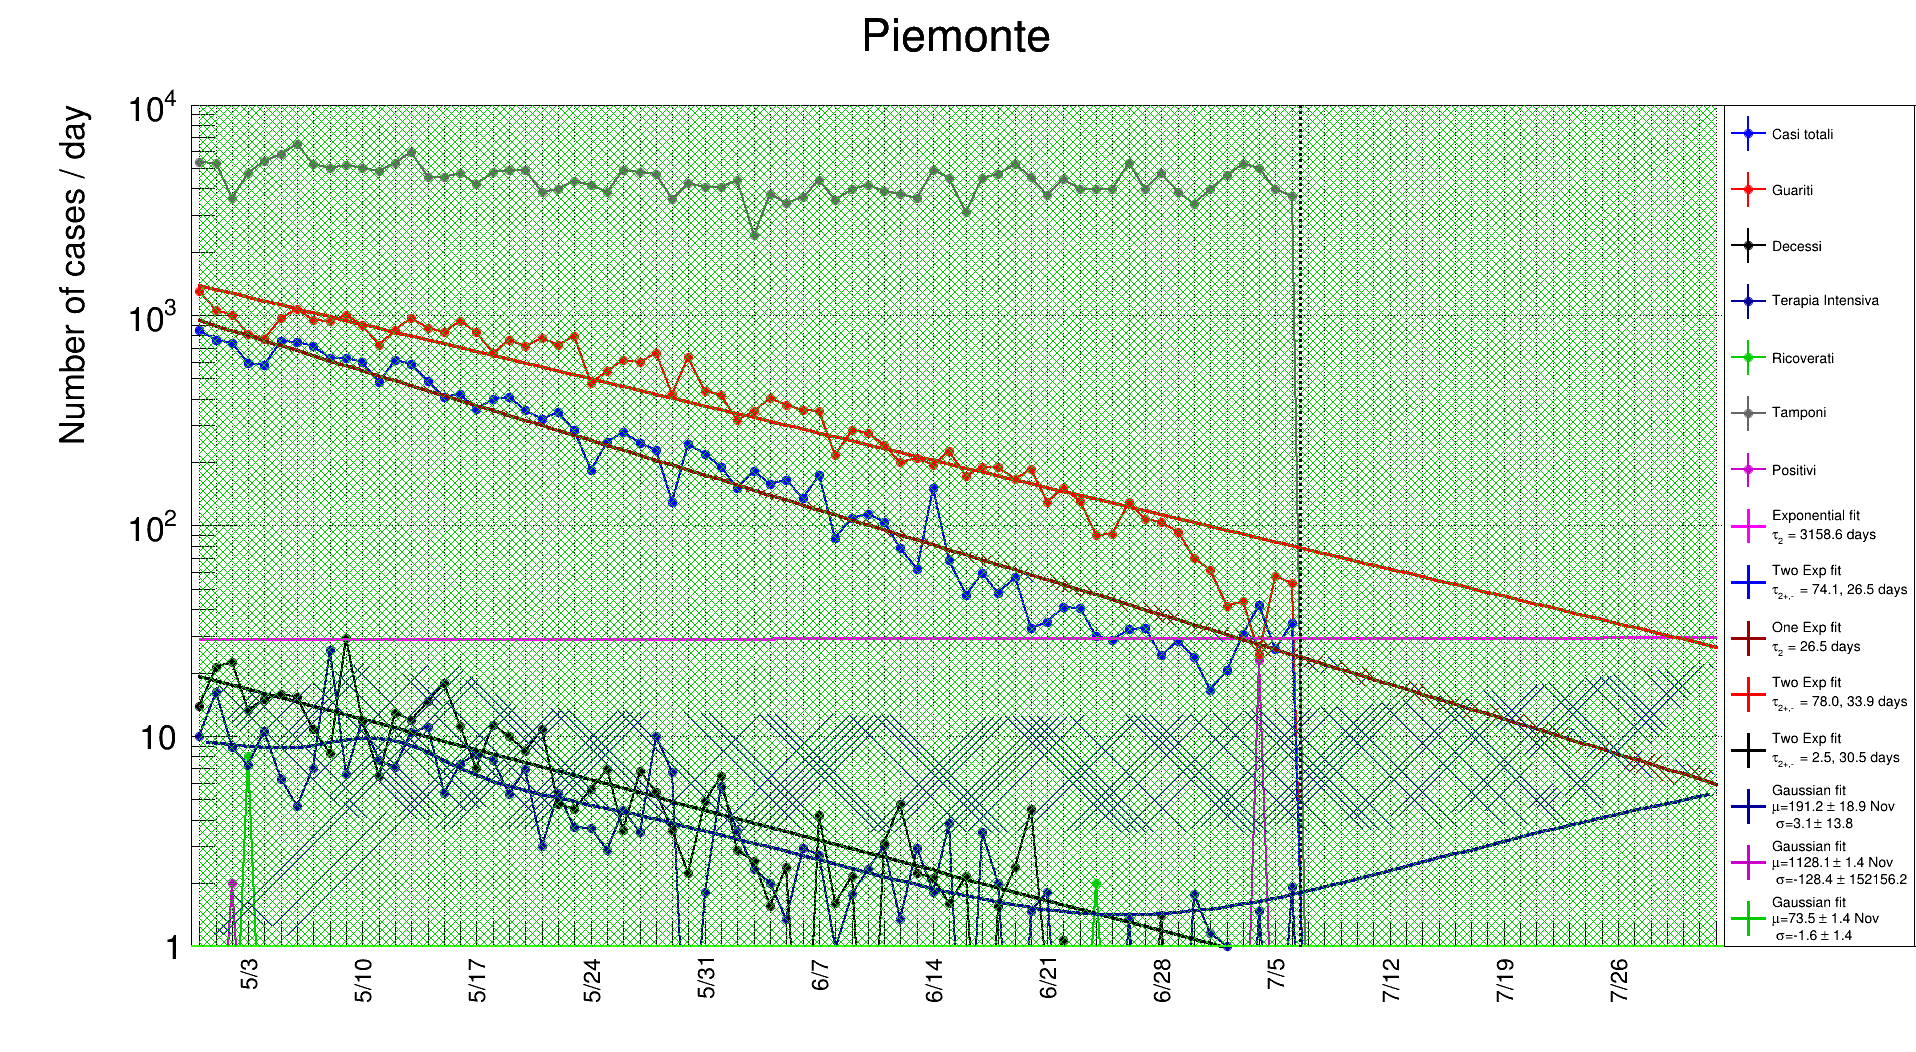 Piemonte
Number of cases / day
10⁴
10³
10²
10
1
5/3
5/10
5/17
5/24
5/31
6/7
6/14
6/21
6/28
7/5
7/12
7/19
7/26
Casi totali
Guariti
Decessi
Terapia Intensiva
Ricoverati
Tamponi
Positivi
Exponential fit
τ₂ = 3158.6 days
Two Exp fit
τ₂₊,₋ = 74.1, 26.5 days
One Exp fit
τ₂ = 26.5 days
Two Exp fit
τ₂₊,₋ = 78.0, 33.9 days
Two Exp fit
τ₂₊,₋ = 2.5, 30.5 days
Gaussian fit
μ=191.2 ± 18.9 Nov
σ=3.1 ± 13.8
Gaussian fit
μ=1128.1 ± 1.4 Nov
σ=-128.4 ± 152156.2
Gaussian fit
μ=73.5 ± 1.4 Nov
σ=-1.6 ± 1.4